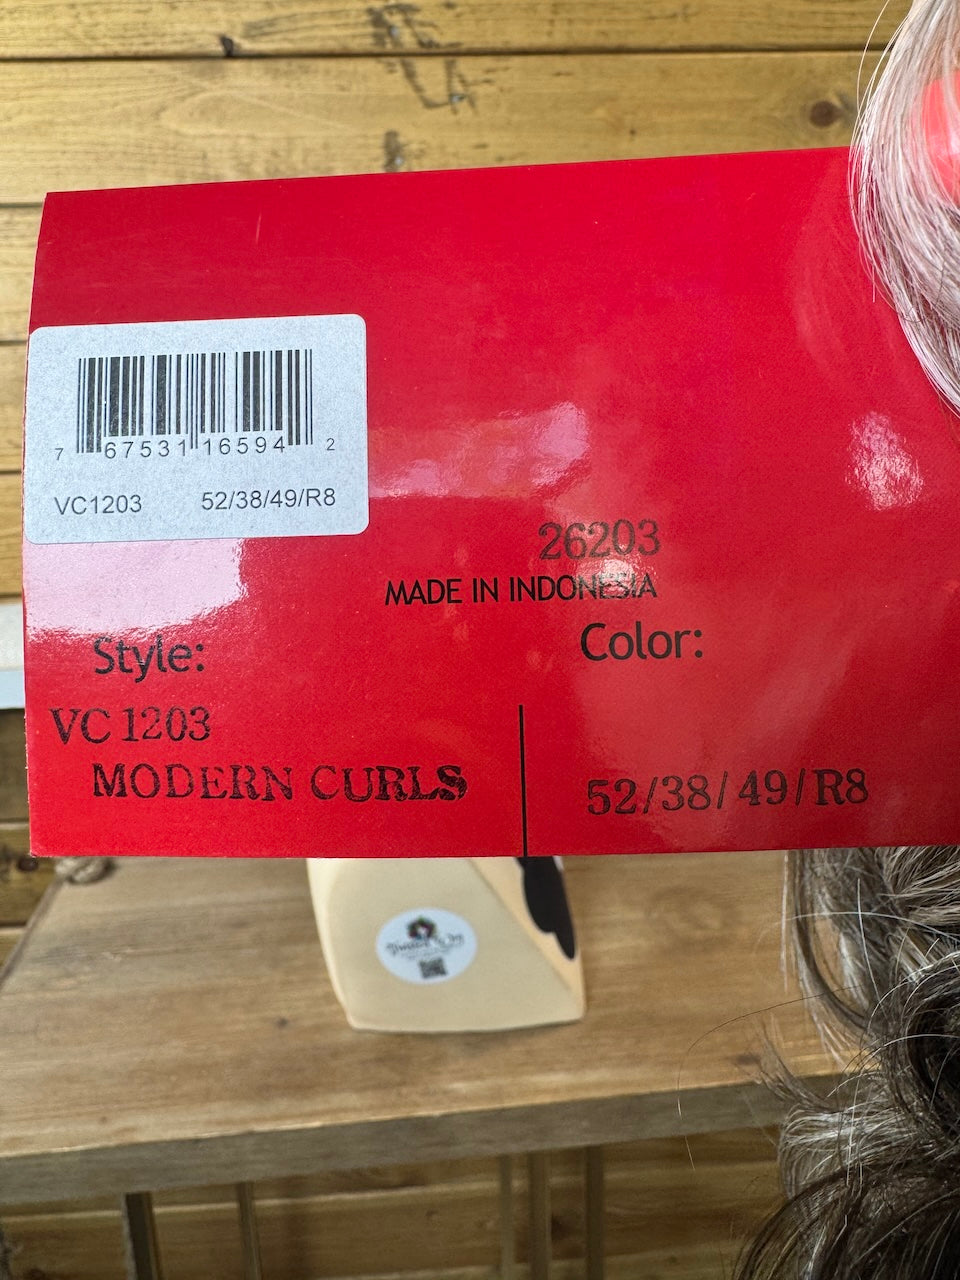 7 67531 16594 2
VC1203 52/38/49/R8
26203
MADE IN INDONESIA
Style: Color:
VC 1203
MODERN CURLS 52/38/49/R8